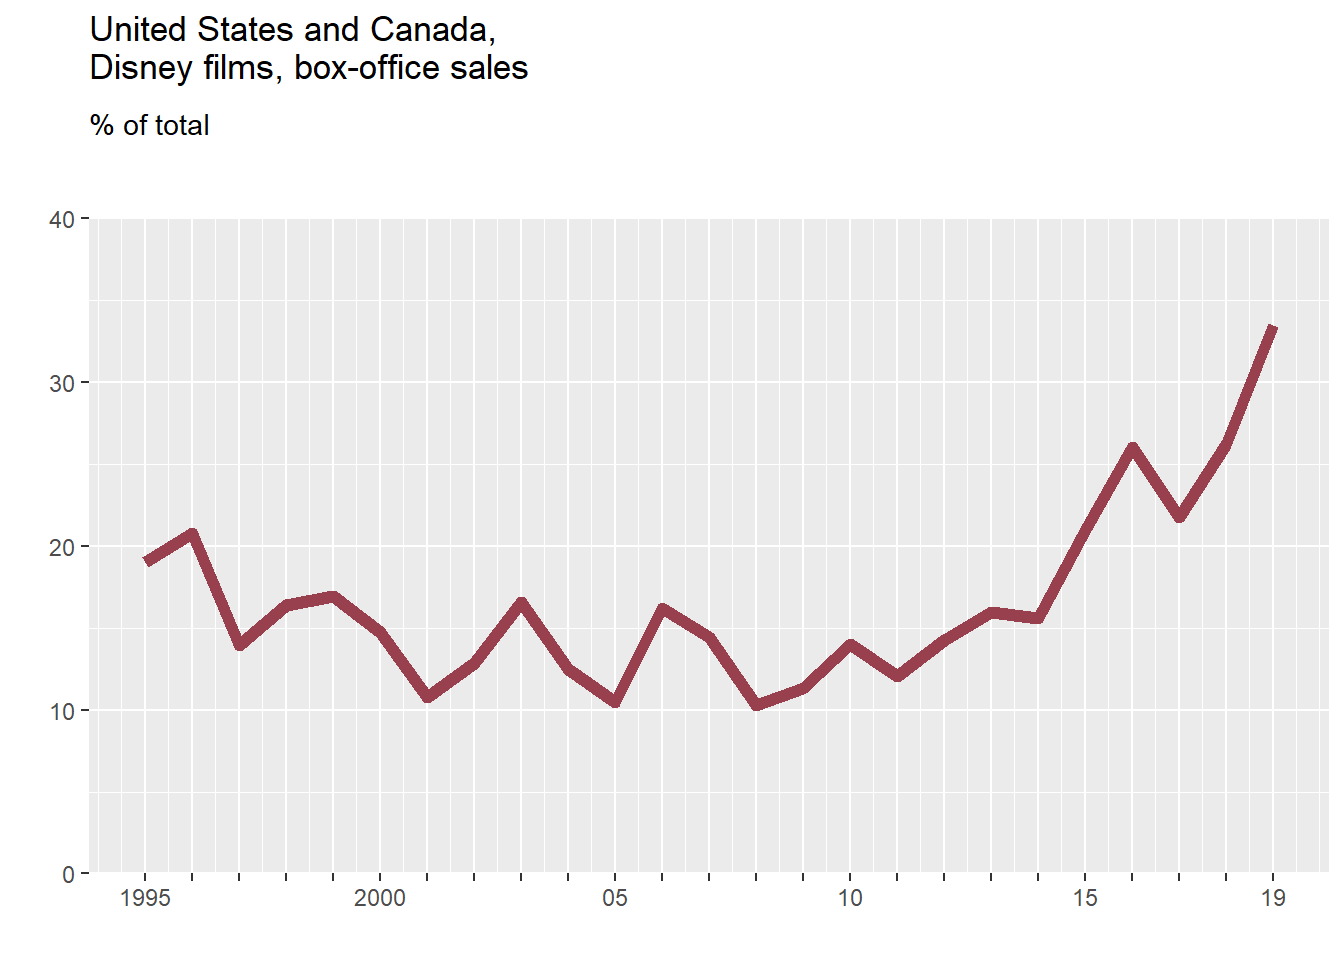 United States and Canada,
Disney films, box-office sales
% of total
40
30
20
10
0
1995 2000 05 10 15 19